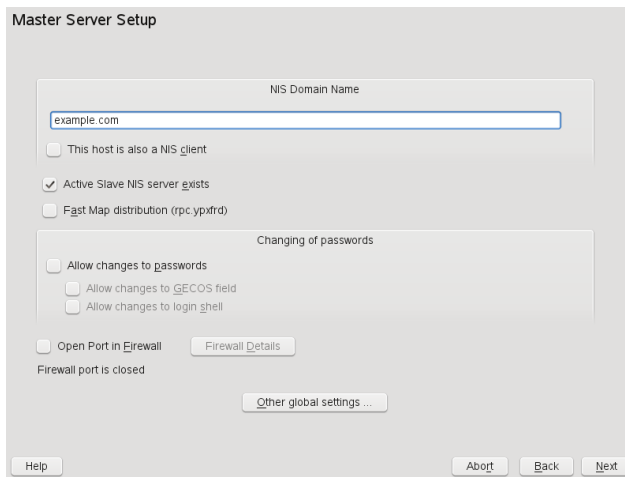 Master Server Setup
NIS Domain Name
example.com
This host is also a NIS client
Active Slave NIS server exists
Fast Map distribution (rpc.ypxfrd)
Changing of passwords
Allow changes to passwords
Allow changes to GECOS field
Allow changes to login shell
Open Port in Firewall Firewall Details
Firewall port is closed
Other global settings ...
Help Abort Back Next